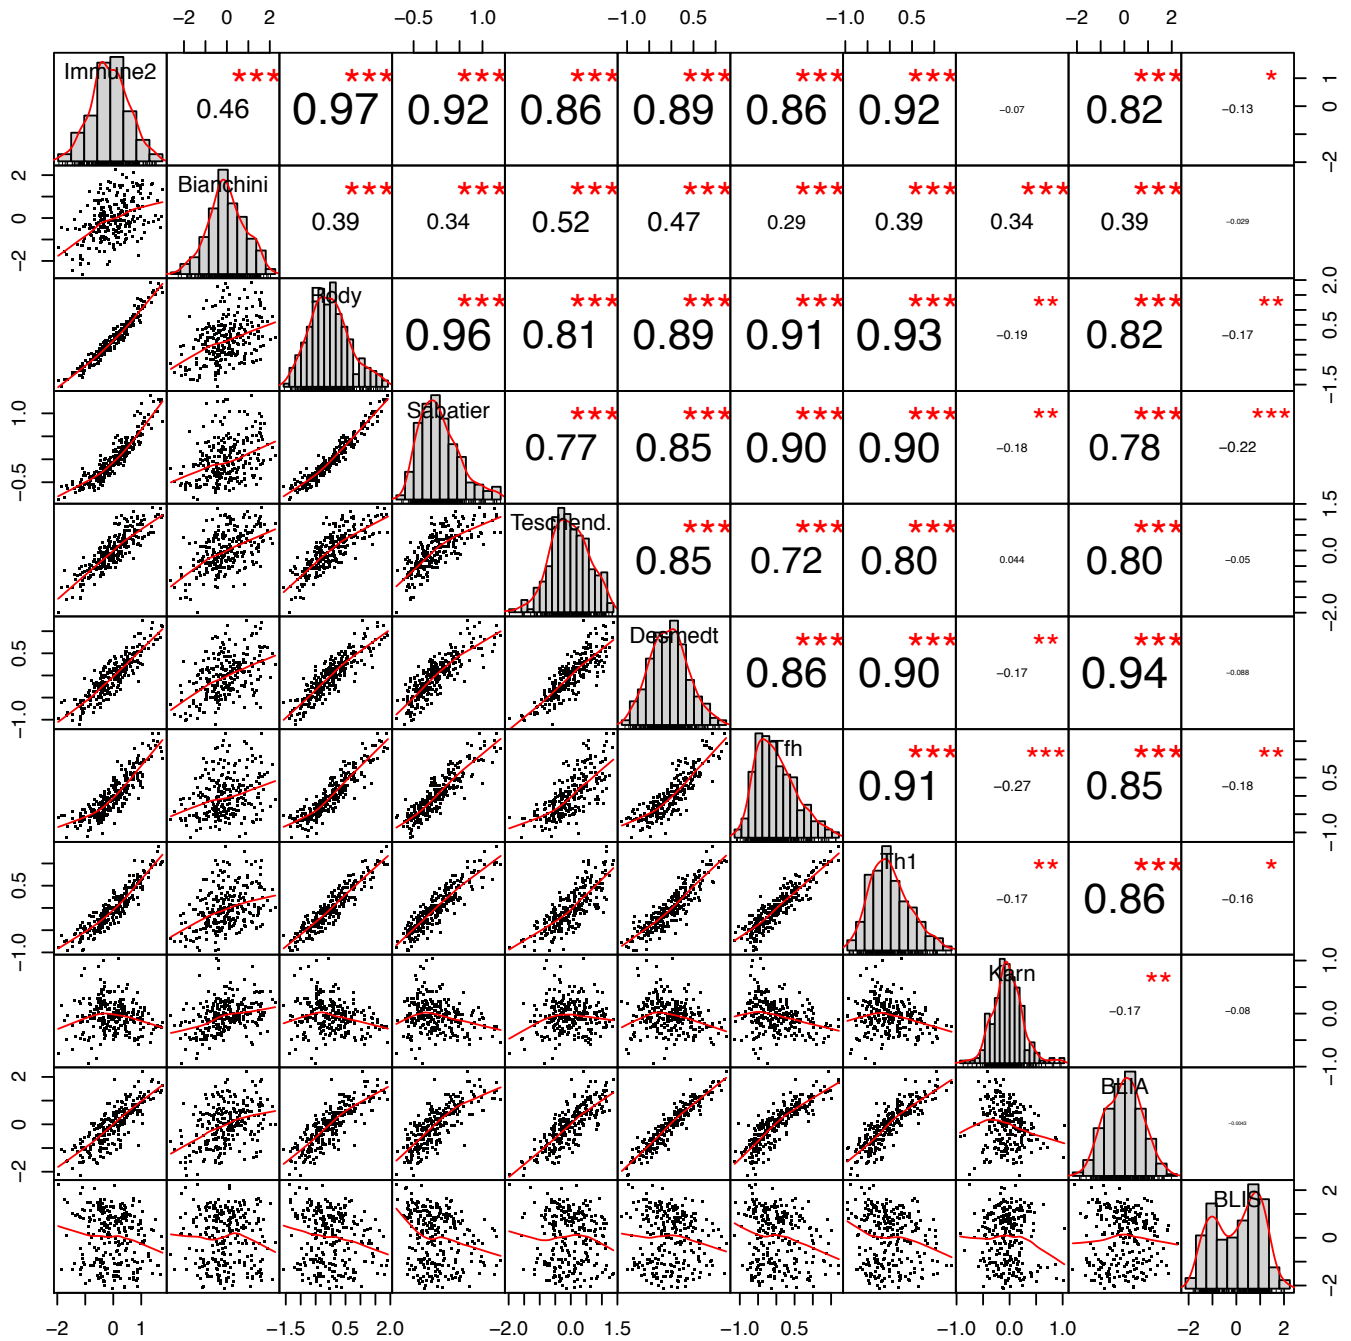 −2 0 2 −0.5 1.0 −1.0 0.5 −1.0 0.5 −2 0 2
Immune2 0.46 *** 0.97 *** 0.92 *** 0.86 *** 0.89 *** 0.86 *** 0.92 *** −0.07 0.82 *** −0.13 * −2 0 1
−2 0 2 Bianchini 0.39 *** 0.34 *** 0.52 *** 0.47 *** 0.29 *** 0.39 *** 0.34 *** 0.39 *** −0.029
Rody 0.96 *** 0.81 *** 0.89 *** 0.91 *** 0.93 *** −0.19 ** 0.82 *** −0.17 ** −1.5 0.5 2.0
−0.5 1.0 Sabatier 0.77 *** 0.85 *** 0.90 *** 0.90 *** −0.18 ** 0.78 *** −0.22 ***
Teschend. 0.85 *** 0.72 *** 0.80 *** 0.044 0.80 *** −0.05 −2.0 0.0 1.5
−1.0 0.5 Desmedt 0.86 *** 0.90 *** −0.17 ** 0.94 *** −0.088
Tfh 0.91 *** −0.27 *** 0.85 *** −0.18 ** −1.0 0.5
−1.0 0.5 Th1 −0.17 ** 0.86 *** −0.16 *
Karn −0.17 ** −0.08 −1.0 0.0 1.0
−2 0 2 BLIA −0.0043
BLIS −2 0 2
−2 0 1 −1.5 0.5 2.0 −2.0 0.0 1.5 −1.0 0.5 −1.0 0.0 1.0 −2 0 2